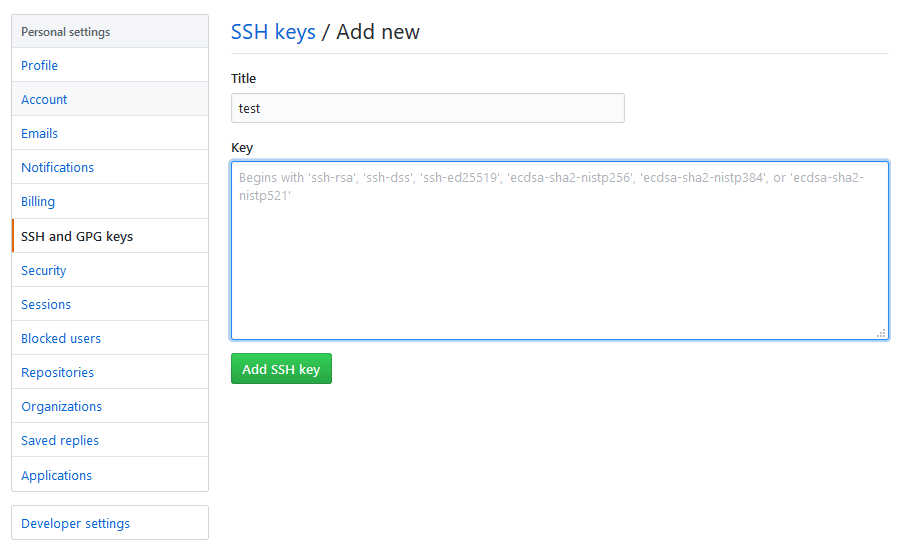 Personal settings
Profile
Account
Emails
Notifications
Billing
SSH and GPG keys
Security
Sessions
Blocked users
Repositories
Organizations
Saved replies
Applications
Developer settings
SSH keys / Add new
Title
test
Key
Begins with 'ssh-rsa', 'ssh-dss', 'ssh-ed25519', 'ecdsa-sha2-nistp256', 'ecdsa-sha2-nistp384', or 'ecdsa-sha2-
nistp521'
Add SSH key